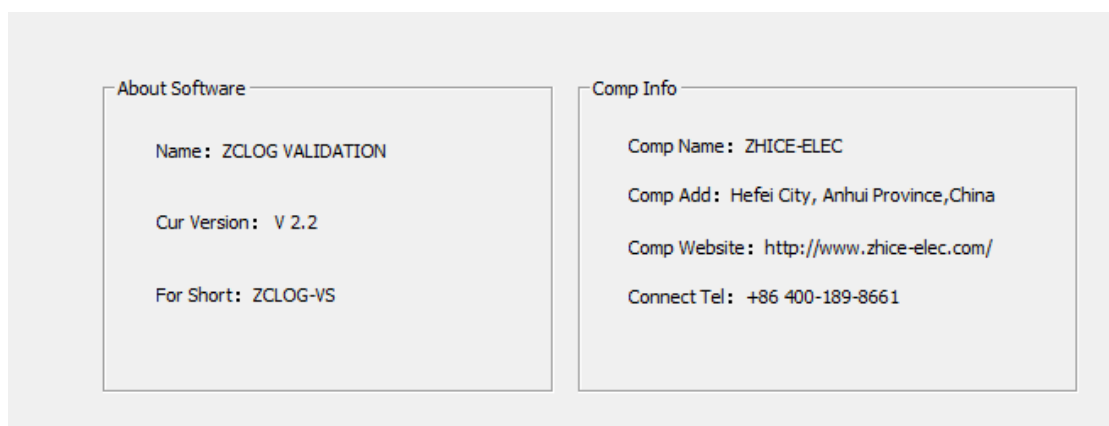 About Software
Name：ZCLOG VALIDATION
Cur Version： V 2.2
For Short：ZCLOG-VS
Comp Info
Comp Name：ZHICE-ELEC
Comp Add：Hefei City, Anhui Province,China
Comp Website：http://www.zhice-elec.com/
Connect Tel： +86 400-189-8661